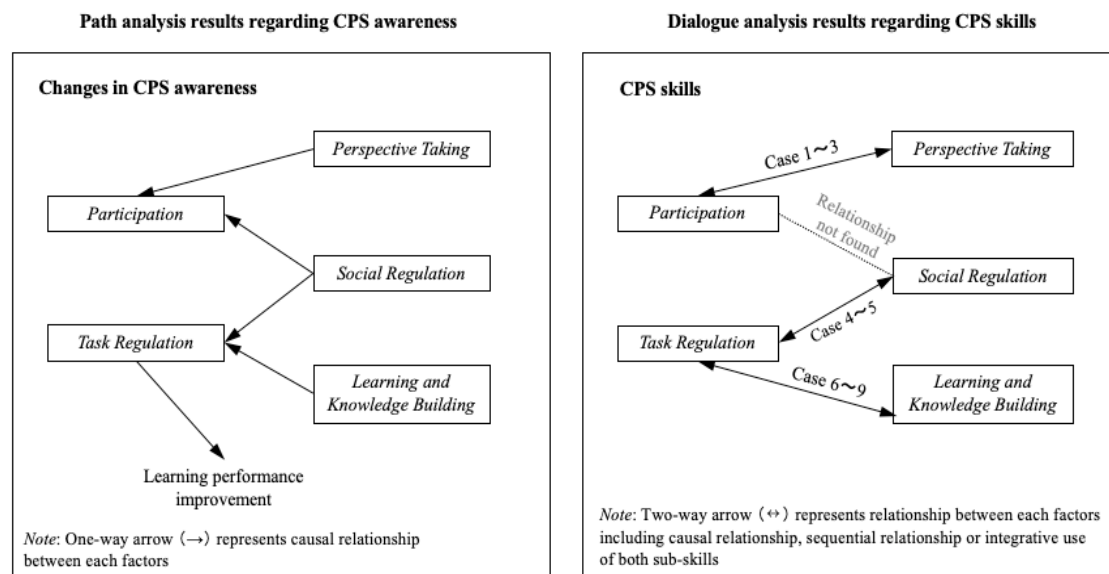 Path analysis results regarding CPS awareness
Changes in CPS awareness
Perspective Taking
Participation
Social Regulation
Task Regulation
Learning and
Knowledge Building
Learning performance
improvement
Note: One-way arrow (→) represents causal relationship
between each factors
Dialogue analysis results regarding CPS skills
CPS skills
Case 1〜3
Perspective Taking
Participation
Relationship
not found
Social Regulation
Case 4〜5
Task Regulation
Case 6〜9
Learning and
Knowledge Building
Note: Two-way arrow (↔) represents relationship between each factors
including causal relationship, sequential relationship or integrative use
of both sub-skills